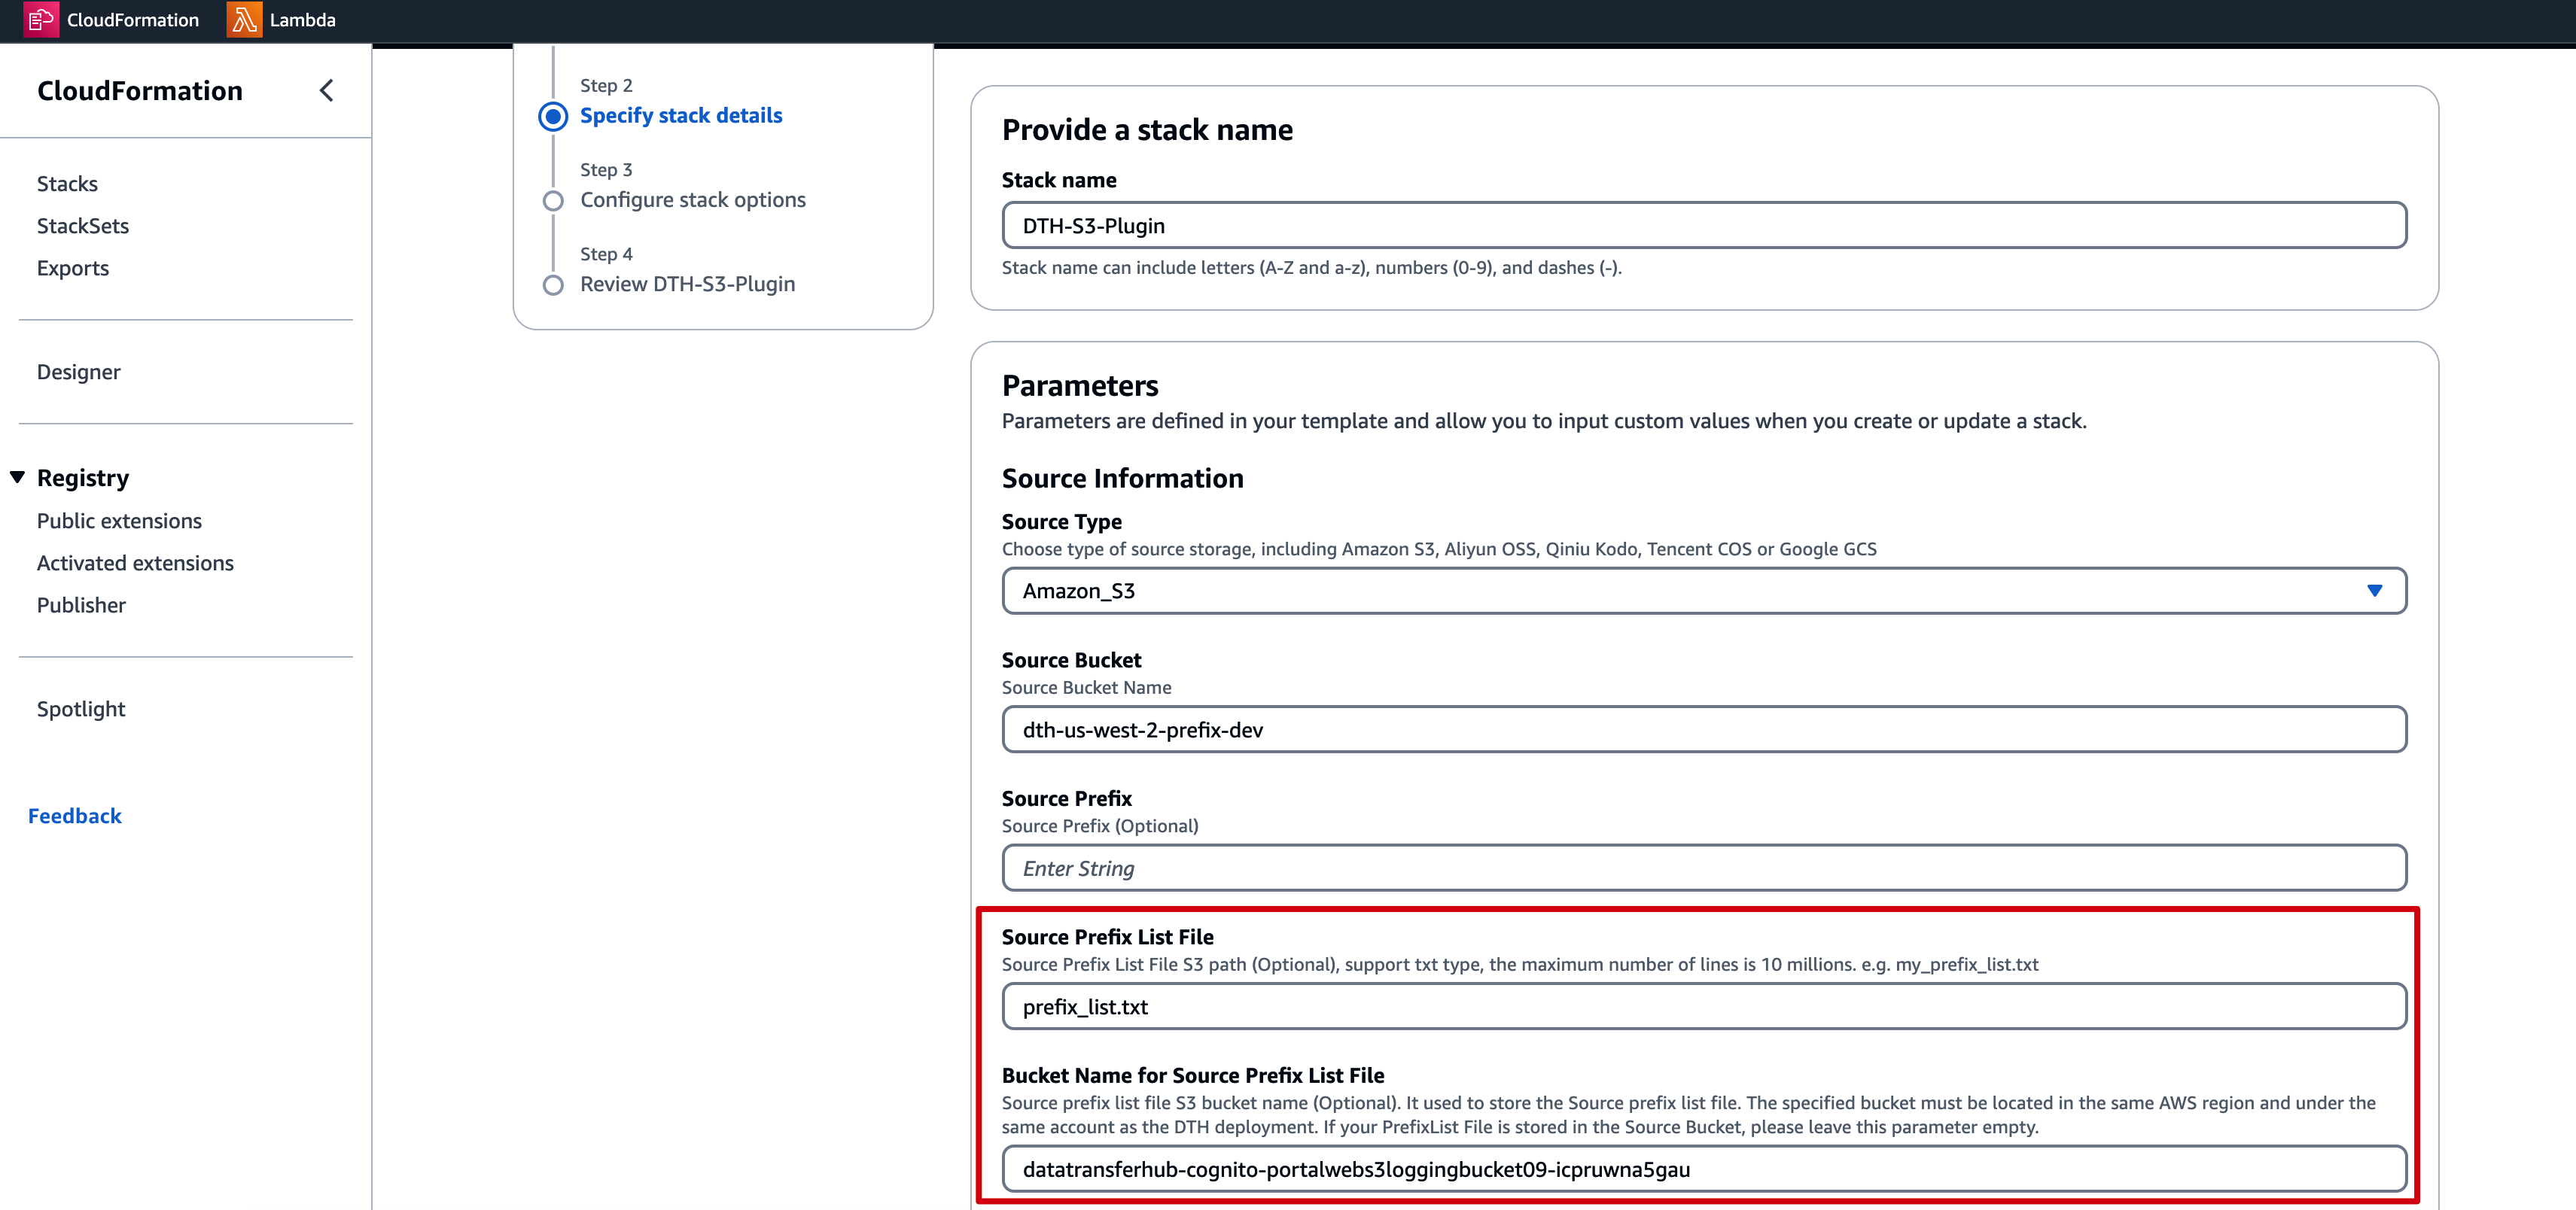 CloudFormation
Lambda
CloudFormation
Stacks
StackSets
Exports
Designer
Registry
Public extensions
Activated extensions
Publisher
Spotlight
Feedback
Step 2
Specify stack details
Step 3
Configure stack options
Step 4
Review DTH-S3-Plugin
Provide a stack name
Stack name
DTH-S3-Plugin
Stack name can include letters (A-Z and a-z), numbers (0-9), and dashes (-).
Parameters
Parameters are defined in your template and allow you to input custom values when you create or update a stack.
Source Information
Source Type
Choose type of source storage, including Amazon S3, Aliyun OSS, Qiniu Kodo, Tencent COS or Google GCS
Amazon_S3
Source Bucket
Source Bucket Name
dth-us-west-2-prefix-dev
Source Prefix
Source Prefix (Optional)
Enter String
Source Prefix List File
Source Prefix List File S3 path (Optional), support txt type, the maximum number of lines is 10 millions. e.g. my_prefix_list.txt
prefix_list.txt
Bucket Name for Source Prefix List File
Source prefix list file S3 bucket name (Optional). It used to store the Source prefix list file. The specified bucket must be located in the same AWS region and under the
same account as the DTH deployment. If your PrefixList File is stored in the Source Bucket, please leave this parameter empty.
datatransferhub-cognito-portalwebs3loggingbucket09-icpruwna5gau